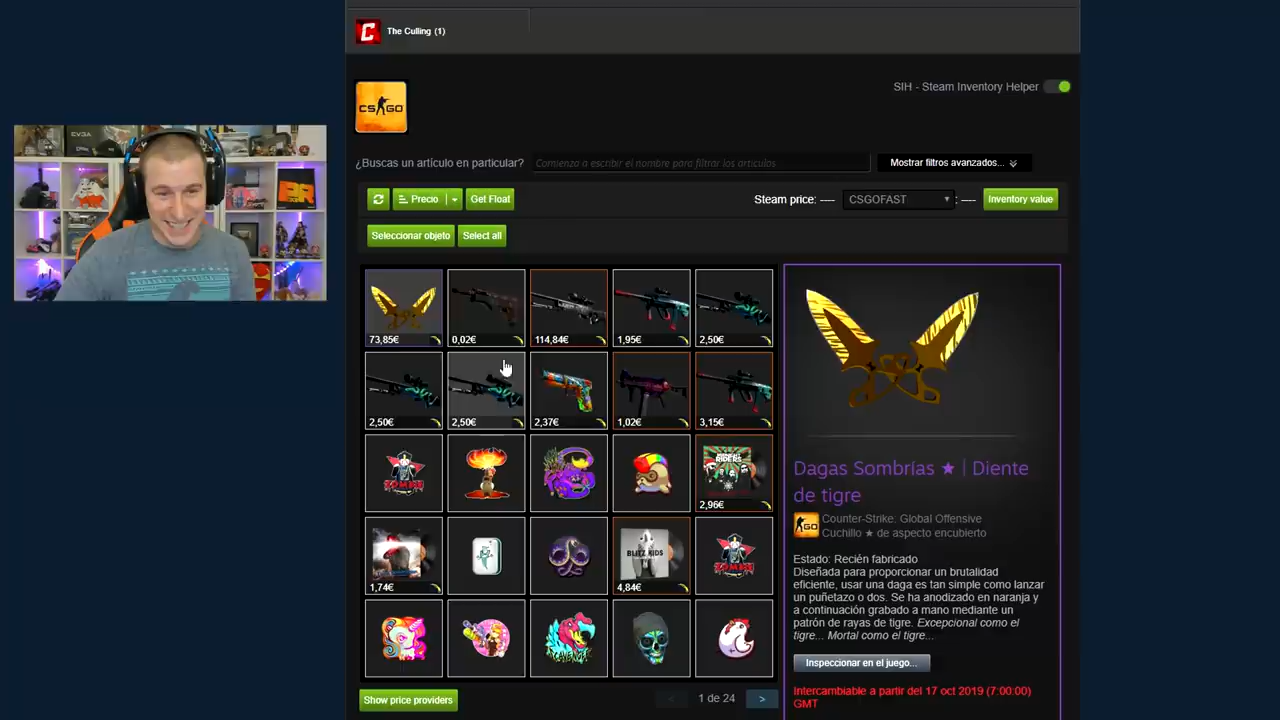 The Culling (1)
CS GO
SIH - Steam Inventory Helper
EVGA
¿Buscas un artículo en particular?
Comienza a escribir el nombre para filtrar los artículos
Mostrar filtros avanzados...
Precio
Get Float
Steam price: ----
CSGOFAST
: ----
Inventory value
Seleccionar objeto
Select all
73,85€
0,02€
114,84€
1,95€
2,50€
2,50€
2,50€
2,37€
1,02€
3,15€
2,96€
1,74€
BLITZ KIDS
4,84€
Dagas Sombrías ★ | Diente
de tigre
Counter-Strike: Global Offensive
Cuchillo ★ de aspecto encubierto
Estado: Recién fabricado
Diseñada para proporcionar un brutalidad
eficiente, usar una daga es tan simple como lanzar
un puñetazo o dos. Se ha anodizado en naranja y
a continuación grabado a mano mediante un
patrón de rayas de tigre. Excepcional como el
tigre... Mortal como el tigre...
Inspeccionar en el juego...
Intercambiable a partir del 17 oct 2019 (7:00:00)
GMT
Show price providers
<
1 de 24
>